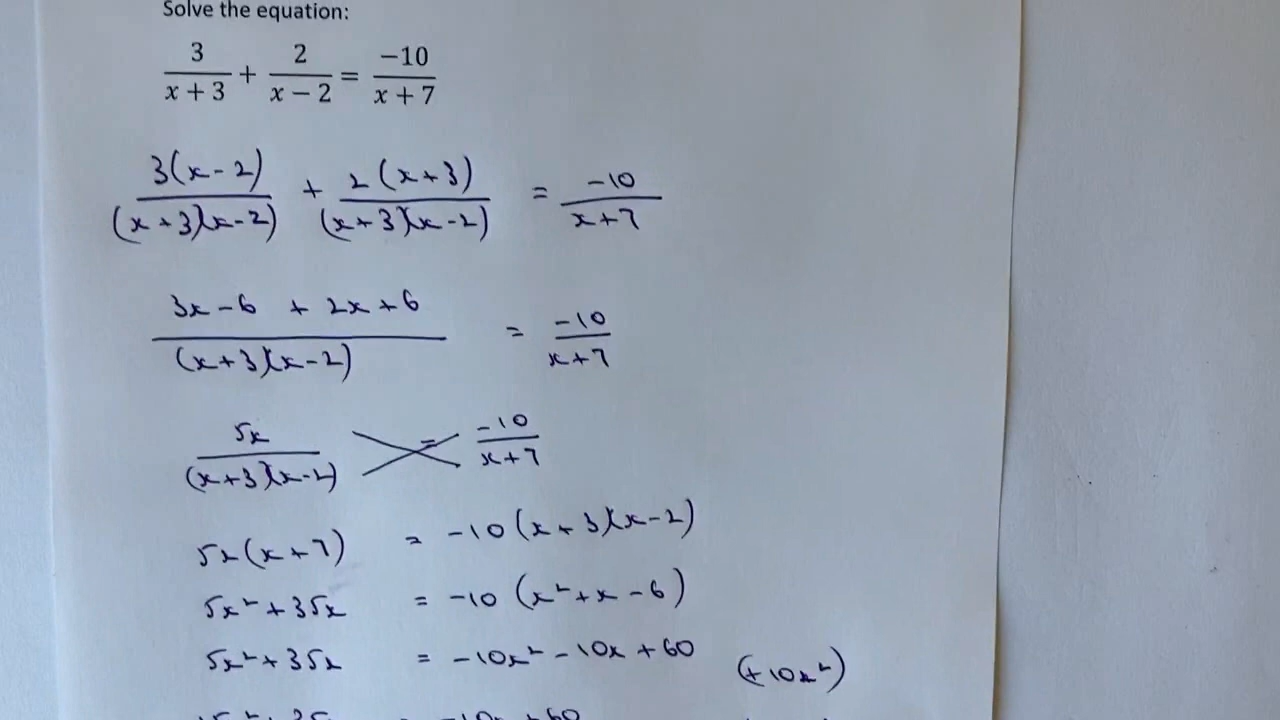 Solve the equation:
3/(x + 3) + 2/(x − 2) = −10/(x + 7)
3(x − 2)/(x + 3)(x − 2) + 2(x + 3)/(x + 3)(x − 2) = −10/(x + 7)
(3x − 6 + 2x + 6)/(x + 3)(x − 2) = −10/(x + 7)
5x/(x + 3)(x − 2) = −10/(x + 7)
5x(x + 7) = −10(x + 3)(x − 2)
5x² + 35x = −10(x² + x − 6)
5x² + 35x = −10x² − 10x + 60 (+10x²)